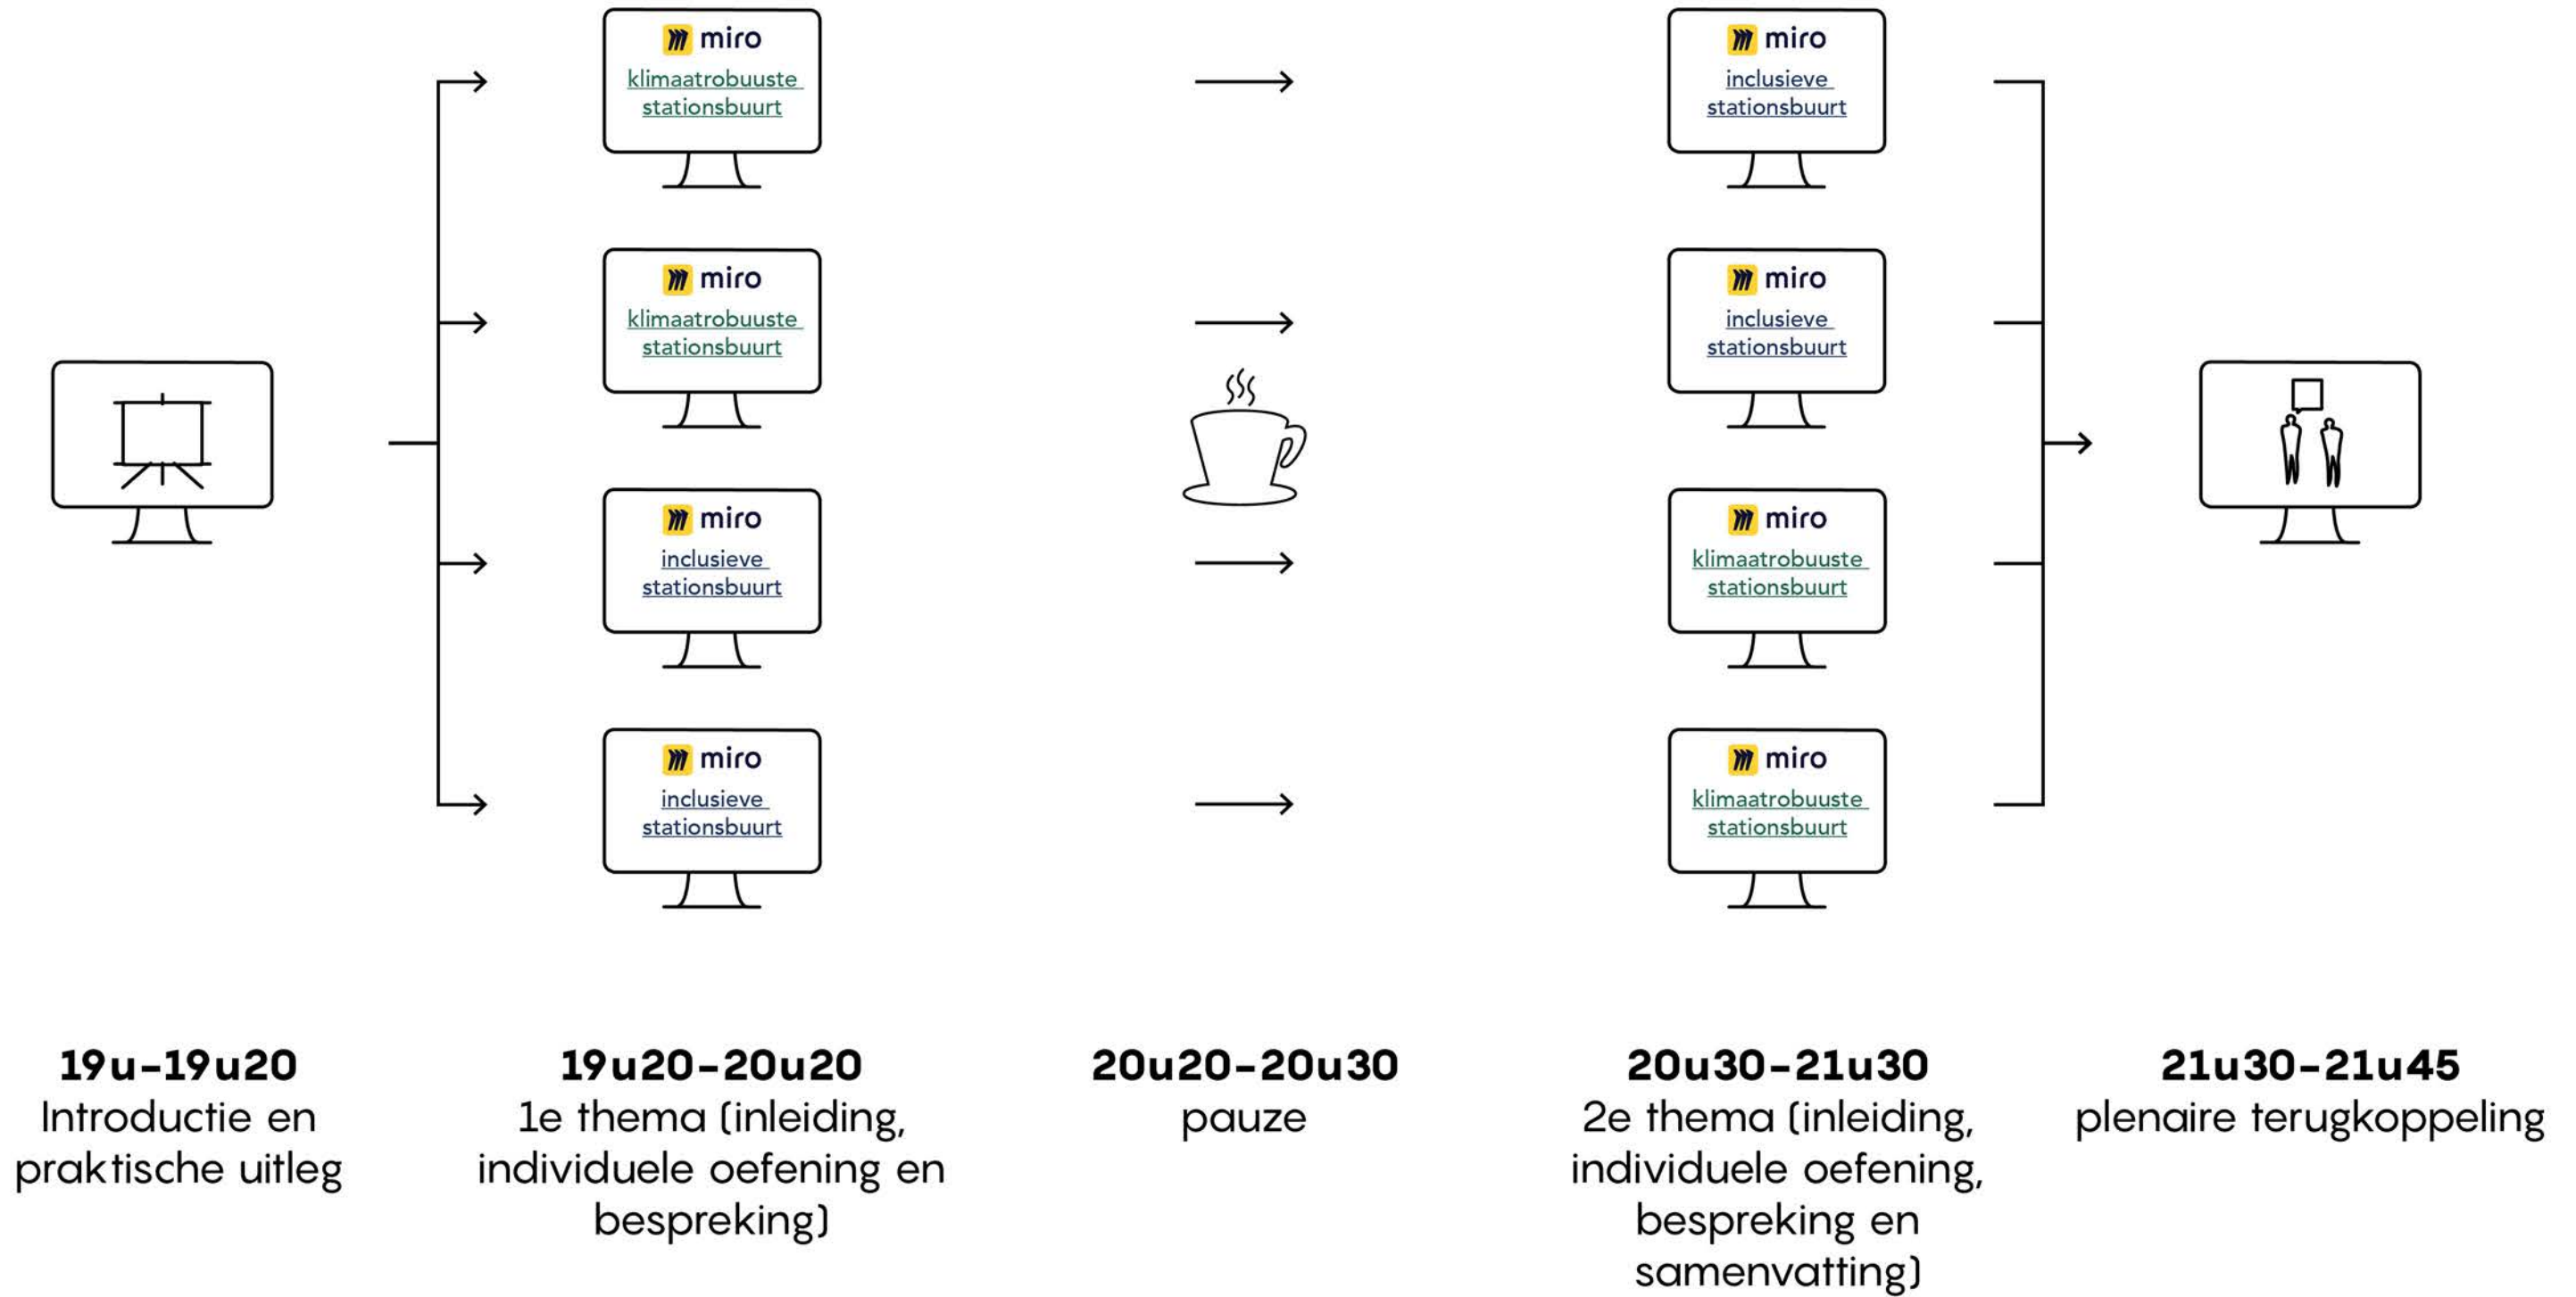 miro
klimaatrobuuste
stationsbuurt
miro
klimaatrobuuste
stationsbuurt
miro
inclusieve
stationsbuurt
miro
inclusieve
stationsbuurt
miro
inclusieve
stationsbuurt
miro
inclusieve
stationsbuurt
miro
klimaatrobuuste
stationsbuurt
miro
klimaatrobuuste
stationsbuurt
19u-19u20
Introductie en
praktische uitleg
19u20-20u20
1e thema (inleiding,
individuele oefening en
bespreking)
20u20-20u30
pauze
20u30-21u30
2e thema (inleiding,
individuele oefening,
bespreking en
samenvatting)
21u30-21u45
plenaire terugkoppeling